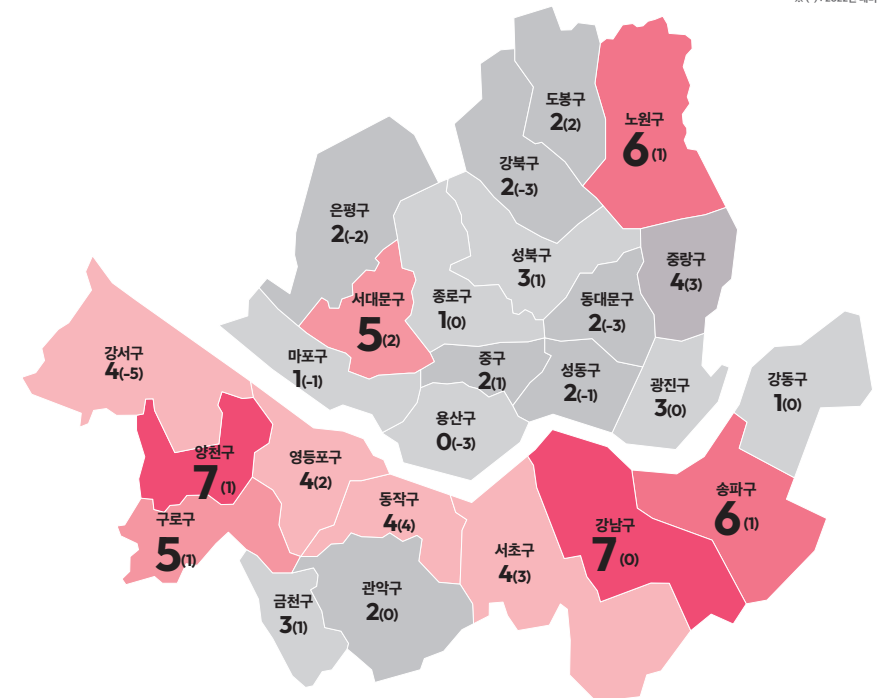 도봉구
2(2)
노원구
6(1)
강북구
2(-3)
은평구
2(-2)
성북구
3(1)
중랑구
4(3)
서대문구
5(2)
종로구
1(0)
동대문구
2(-3)
강서구
4(-5)
마포구
1(-1)
중구
2(1)
성동구
2(-1)
광진구
3(0)
강동구
1(0)
용산구
0(-3)
양천구
7(1)
영등포구
4(2)
동작구
4(4)
송파구
6(1)
구로구
5(1)
서초구
4(3)
강남구
7(0)
관악구
2(0)
금천구
3(1)